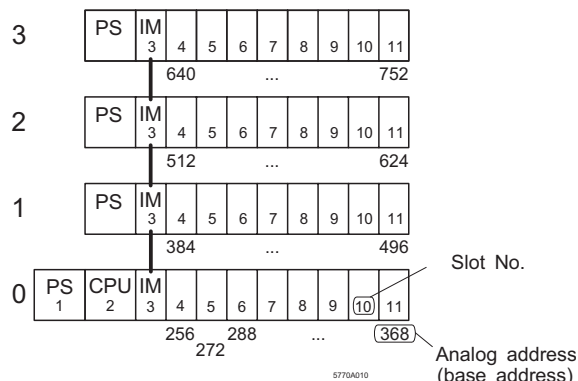 3 PS IM 3 4 5 6 7 8 9 10 11
640 ... 752
2 PS IM 3 4 5 6 7 8 9 10 11
512 ... 624
1 PS IM 3 4 5 6 7 8 9 10 11
384 ... 496
Slot No.
0 PS 1 CPU 2 IM 3 4 5 6 7 8 9 10 11
256 288 ... 368
272
Analog address
(base address)
5770A010